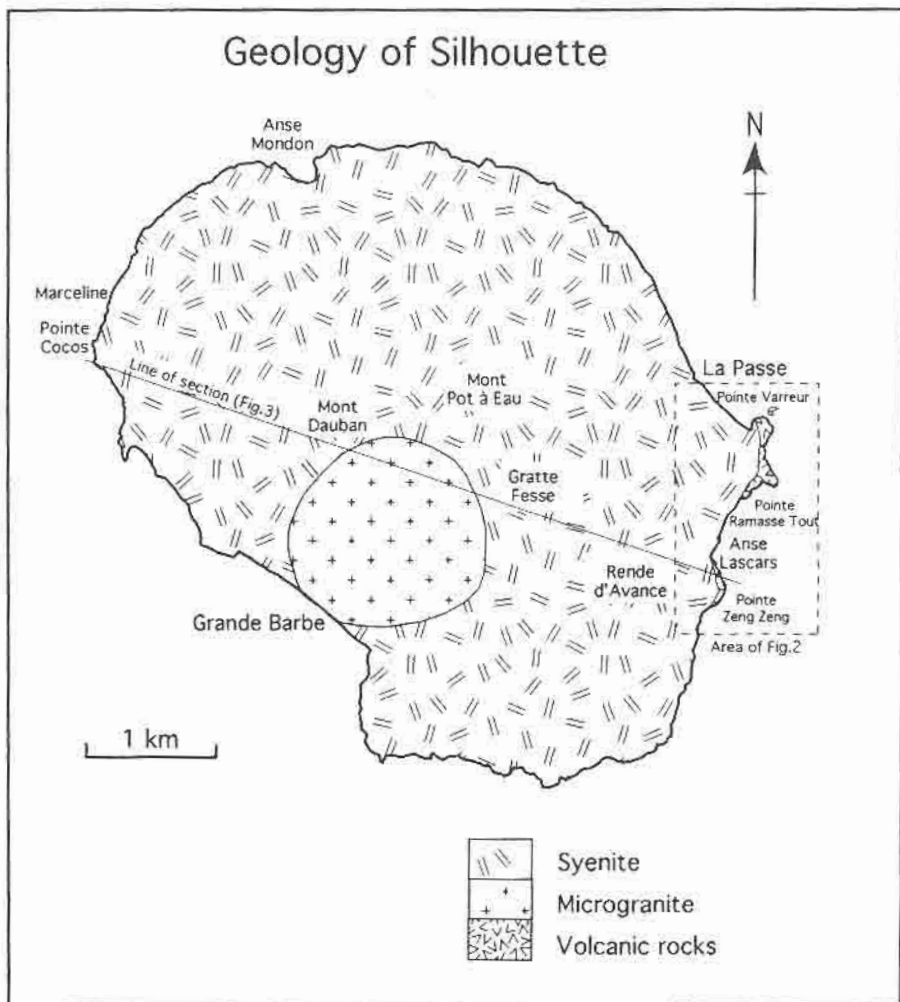 Geology of Silhouette
Anse
Mondon
N
Marceline
Pointe
Cocos
La Passe
Line of section (Fig.3)
Mont
Dauban
Mont
Pot à Eau
Pointe Varreur
Gratte
Fesse
Pointe
Ramasse Tout
Anse
Lascars
Rende
d'Avance
Pointe
Zeng Zeng
Grande Barbe
Area of Fig.2
1 km
Syenite
Microgranite
Volcanic rocks